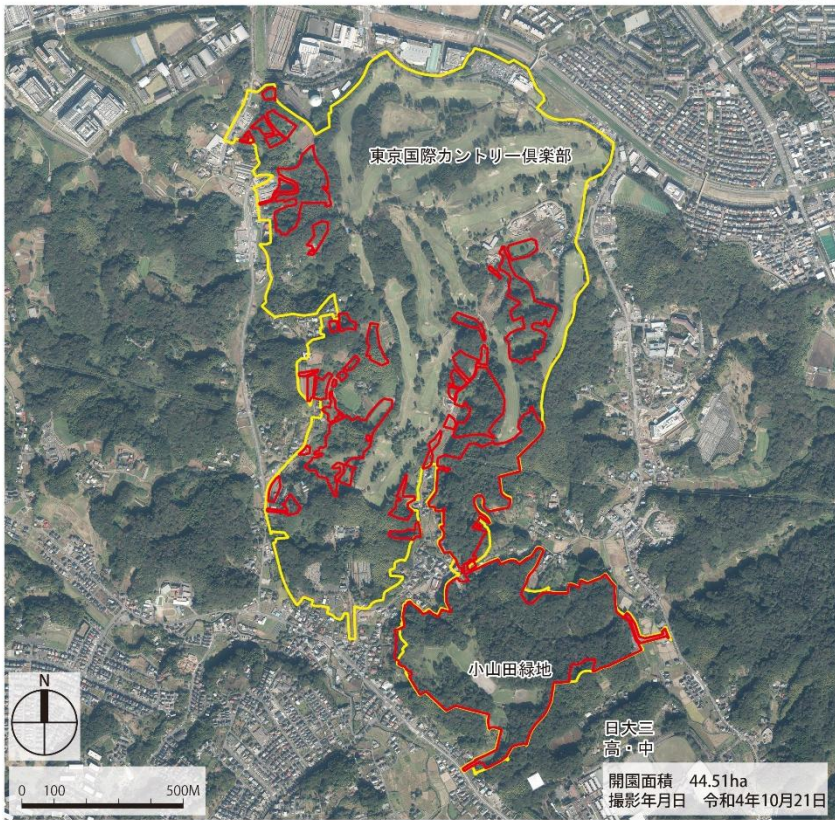 東京国際カントリー倶楽部
小山田緑地
日大三
高・中
N
0 100 500M
開園面積 44.51ha
撮影年月日 令和4年10月21日